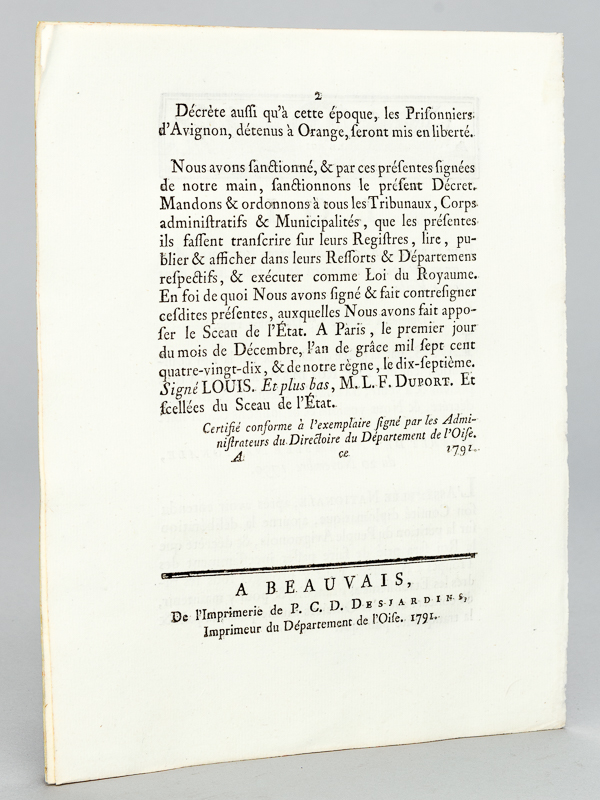 2
Décrète auſſi qu'à cette époque, les Priſonniers
d'Avignon, détenus à Orange, ſeront mis en liberté.
Nous avons ſanctionné, & par ces préſentes ſignées
de notre main, ſanctionnons le préſent Décret.
Mandons & ordonnons à tous les Tribunaux, Corps
adminiſtratifs & Municipalités, que les préſentes
ils faſſent tranſcrire ſur leurs Regiſtres, lire, pu-
blier & afficher dans leurs Reſſorts & Départemens
reſpectifs, & exécuter comme Loi du Royaume.
En foi de quoi Nous avons ſigné & fait contreſigner
ceſdites préſentes, auxquelles Nous avons fait appo-
ſer le Sceau de l'État. A Paris, le premier jour
du mois de Décembre, l'an de grâce mil ſept cent
quatre-vingt-dix, & de notre règne, le dix-ſeptième.
Signé LOUIS. Et plus bas, M. L. F. DUPORT. Et
ſcellées du Sceau de l'État.
Certifié conforme à l'exemplaire ſigné par les Admi-
niſtrateurs du Directoire du Département de l'Oiſe.
A ce 1791.
A BEAUVAIS,
De l'Imprimerie de P. C. D. DESJARDINS,
Imprimeur du Département de l'Oiſe. 1791.